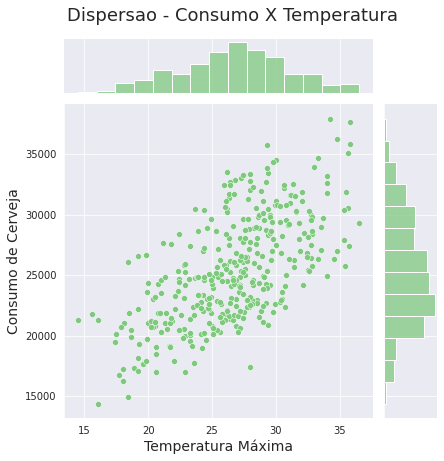 Dispersao - Consumo X Temperatura
35000
30000
25000
20000
15000
Consumo de Cerveja
15 20 25 30 35
Temperatura Máxima